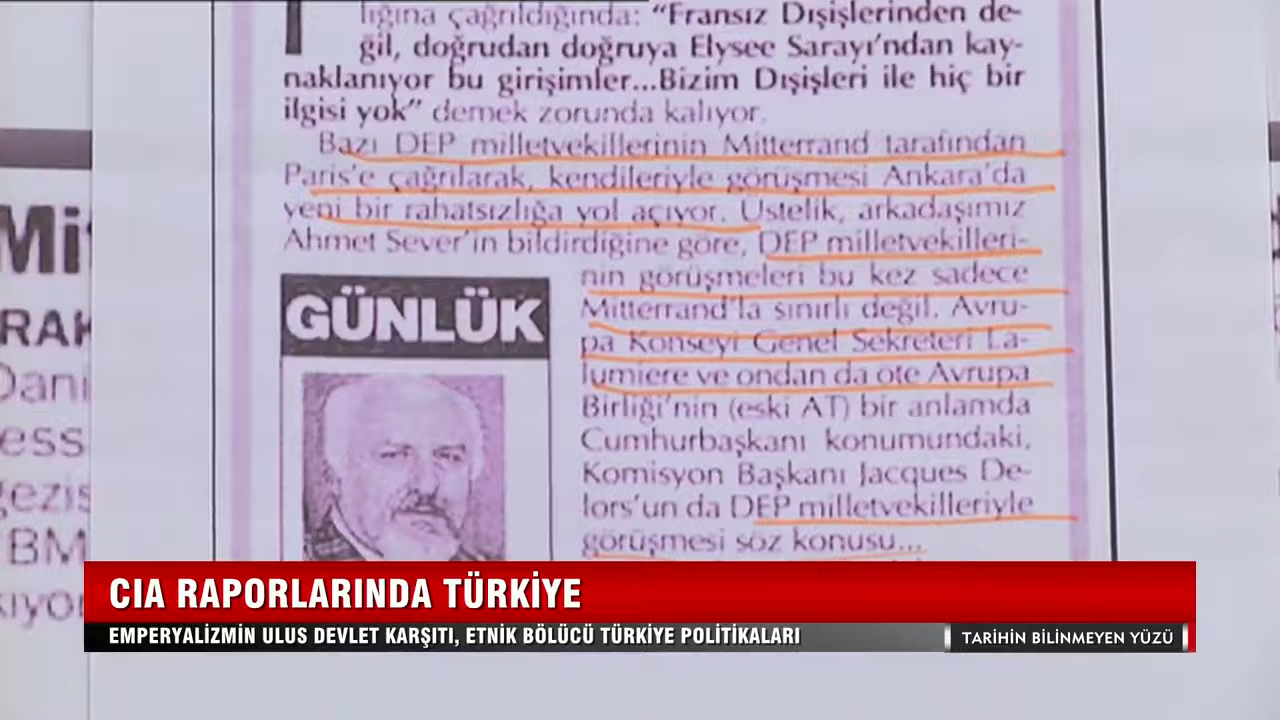 lığına çağrıldığında: “Fransız Dışişlerinden de-
ğil, doğrudan doğruya Elysee Sarayı’ndan kay-
naklanıyor bu girişimler...Bizim Dışişleri ile hiç bir
ilgisi yok” demek zorunda kalıyor.
Bazı DEP milletvekillerinin Mitterrand tarafından
Paris’e çağrılarak, kendileriyle görüşmesi Ankara’da
yeni bir rahatsızlığa yol açıyor. Üstelik, arkadaşımız
Ahmet Sever’in bildirdiğine göre, DEP milletvekilleri-
nin görüşmeleri bu kez sadece
Mitterrand’la sınırlı değil. Avru-
pa Konseyi Genel Sekreteri La-
lumiere ve ondan da öte Avrupa
Birliği’nin (eski AT) bir anlamda
Cumhurbaşkanı konumundaki,
Komisyon Başkanı Jacques De-
lors’un da DEP milletvekilleriyle
görüşmesi söz konusu...
GÜNLÜK
Mi
RAK
Dani
ess
gezis
BM
kıyor
CIA RAPORLARINDA TÜRKİYE
EMPERYALİZMİN ULUS DEVLET KARŞITI, ETNİK BÖLÜCÜ TÜRKİYE POLİTİKALARI
TARİHİN BİLİNMEYEN YÜZÜ